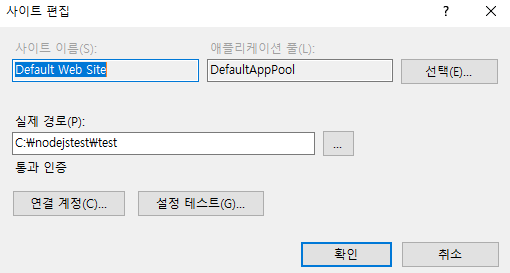 사이트 편집
? ×
사이트 이름(S): 애플리케이션 풀(L):
Default Web Site DefaultAppPool 선택(E)...
실제 경로(P):
C:₩nodejstest₩test ...
통과 인증
연결 계정(C)... 설정 테스트(G)...
확인 취소